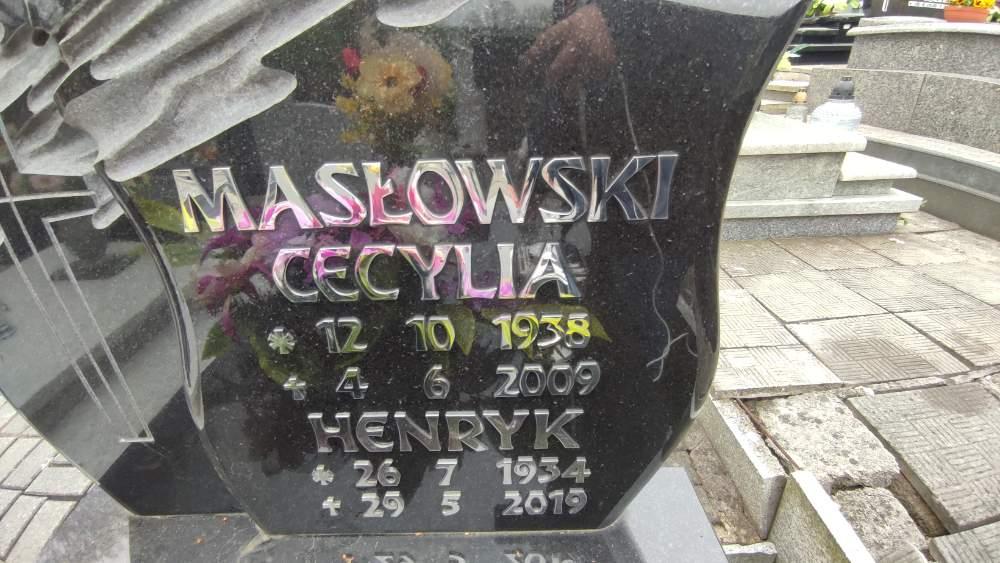 MASŁOWSKI
CECYLIA
* 12 10 1938
+ 4 6 2009
HENRYK
* 26 7 1934
+ 29 5 2019